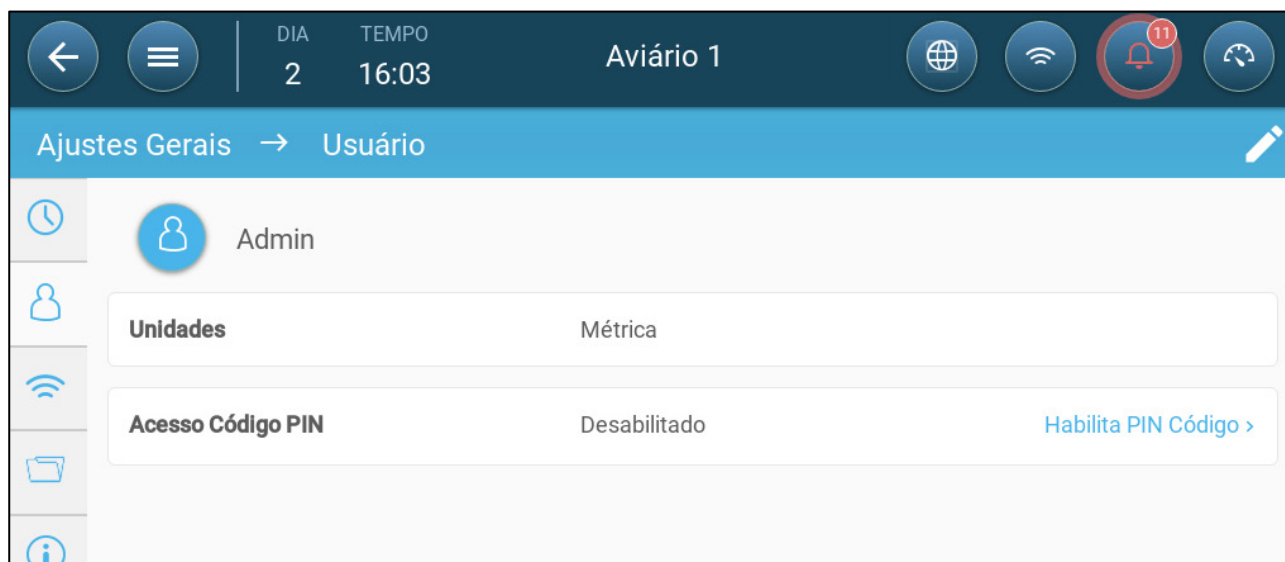 DIA TEMPO
2 16:03 Aviário 1 11
Ajustes Gerais → Usuário
Admin
Unidades Métrica
Acesso Código PIN Desabilitado Habilita PIN Código >